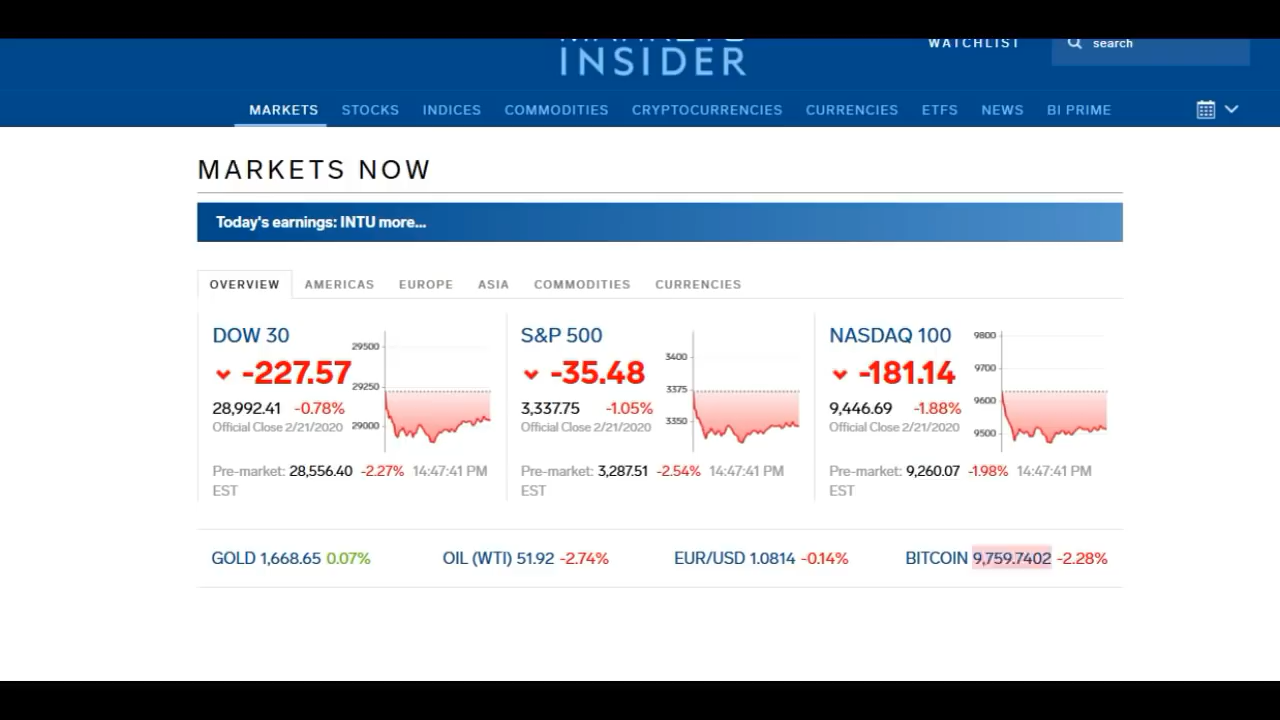 INSIDER
WATCHLIST
search
MARKETS STOCKS INDICES COMMODITIES CRYPTOCURRENCIES CURRENCIES ETFS NEWS BI PRIME
MARKETS NOW
Today's earnings: INTU more...
OVERVIEW AMERICAS EUROPE ASIA COMMODITIES CURRENCIES
DOW 30
-227.57
28,992.41 -0.78%
Official Close 2/21/2020
29500
29250
29000
Pre-market: 28,556.40 -2.27% 14:47:41 PM
EST
S&P 500
-35.48
3,337.75 -1.05%
Official Close 2/21/2020
3400
3375
3350
Pre-market: 3,287.51 -2.54% 14:47:41 PM
EST
NASDAQ 100
-181.14
9,446.69 -1.88%
Official Close 2/21/2020
9800
9700
9600
9500
Pre-market: 9,260.07 -1.98% 14:47:41 PM
EST
GOLD 1,668.65 0.07% OIL (WTI) 51.92 -2.74% EUR/USD 1.0814 -0.14% BITCOIN 9,759.7402 -2.28%